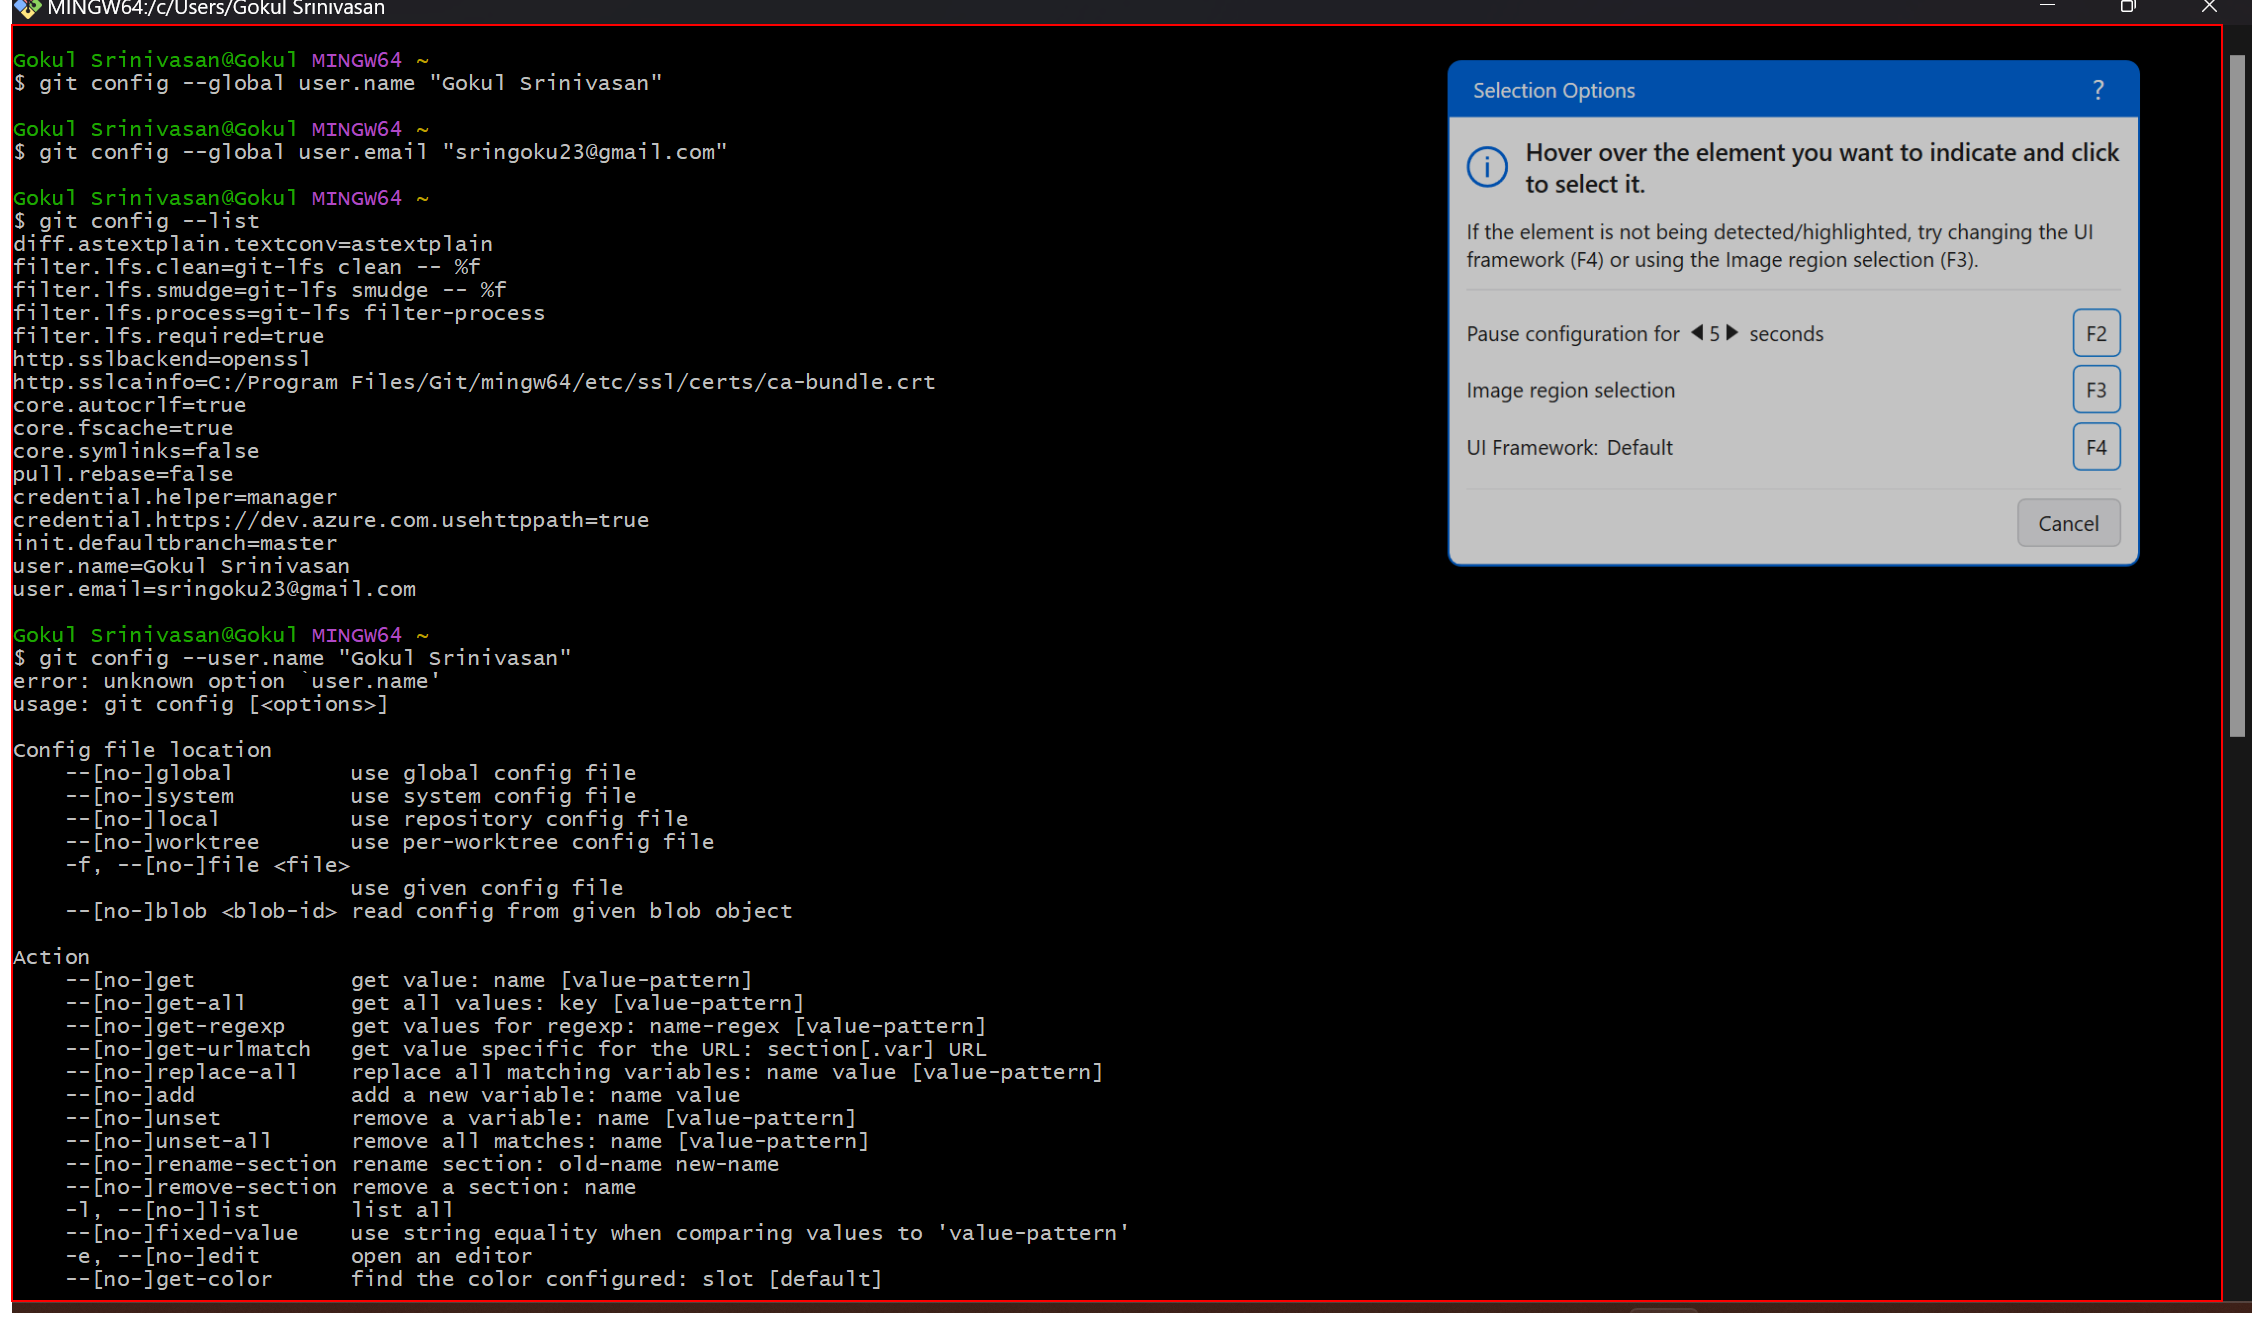 MINGW64:/c/Users/Gokul Srinivasan
Gokul Srinivasan@Gokul MINGW64 ~
$ git config --global user.name "Gokul Srinivasan"
Gokul Srinivasan@Gokul MINGW64 ~
$ git config --global user.email "sringoku23@gmail.com"
Gokul Srinivasan@Gokul MINGW64 ~
$ git config --list
diff.astextplain.textconv=astextplain
filter.lfs.clean=git-lfs clean -- %f
filter.lfs.smudge=git-lfs smudge -- %f
filter.lfs.process=git-lfs filter-process
filter.lfs.required=true
http.sslbackend=openssl
http.sslcainfo=C:/Program Files/Git/mingw64/etc/ssl/certs/ca-bundle.crt
core.autocrlf=true
core.fscache=true
core.symlinks=false
pull.rebase=false
credential.helper=manager
credential.https://dev.azure.com.usehttppath=true
init.defaultbranch=master
user.name=Gokul Srinivasan
user.email=sringoku23@gmail.com
Gokul Srinivasan@Gokul MINGW64 ~
$ git config --user.name "Gokul Srinivasan"
error: unknown option `user.name'
usage: git config [<options>]
Config file location
    --[no-]global         use global config file
    --[no-]system         use system config file
    --[no-]local          use repository config file
    --[no-]worktree       use per-worktree config file
    -f, --[no-]file <file>
                          use given config file
    --[no-]blob <blob-id> read config from given blob object
Action
    --[no-]get            get value: name [value-pattern]
    --[no-]get-all        get all values: key [value-pattern]
    --[no-]get-regexp     get values for regexp: name-regex [value-pattern]
    --[no-]get-urlmatch   get value specific for the URL: section[.var] URL
    --[no-]replace-all    replace all matching variables: name value [value-pattern]
    --[no-]add            add a new variable: name value
    --[no-]unset          remove a variable: name [value-pattern]
    --[no-]unset-all      remove all matches: name [value-pattern]
    --[no-]rename-section rename section: old-name new-name
    --[no-]remove-section remove a section: name
    -l, --[no-]list       list all
    --[no-]fixed-value    use string equality when comparing values to 'value-pattern'
    -e, --[no-]edit       open an editor
    --[no-]get-color      find the color configured: slot [default]
Selection Options ?
Hover over the element you want to indicate and click
to select it.
If the element is not being detected/highlighted, try changing the UI
framework (F4) or using the Image region selection (F3).
Pause configuration for 5 seconds F2
Image region selection F3
UI Framework: Default F4
Cancel